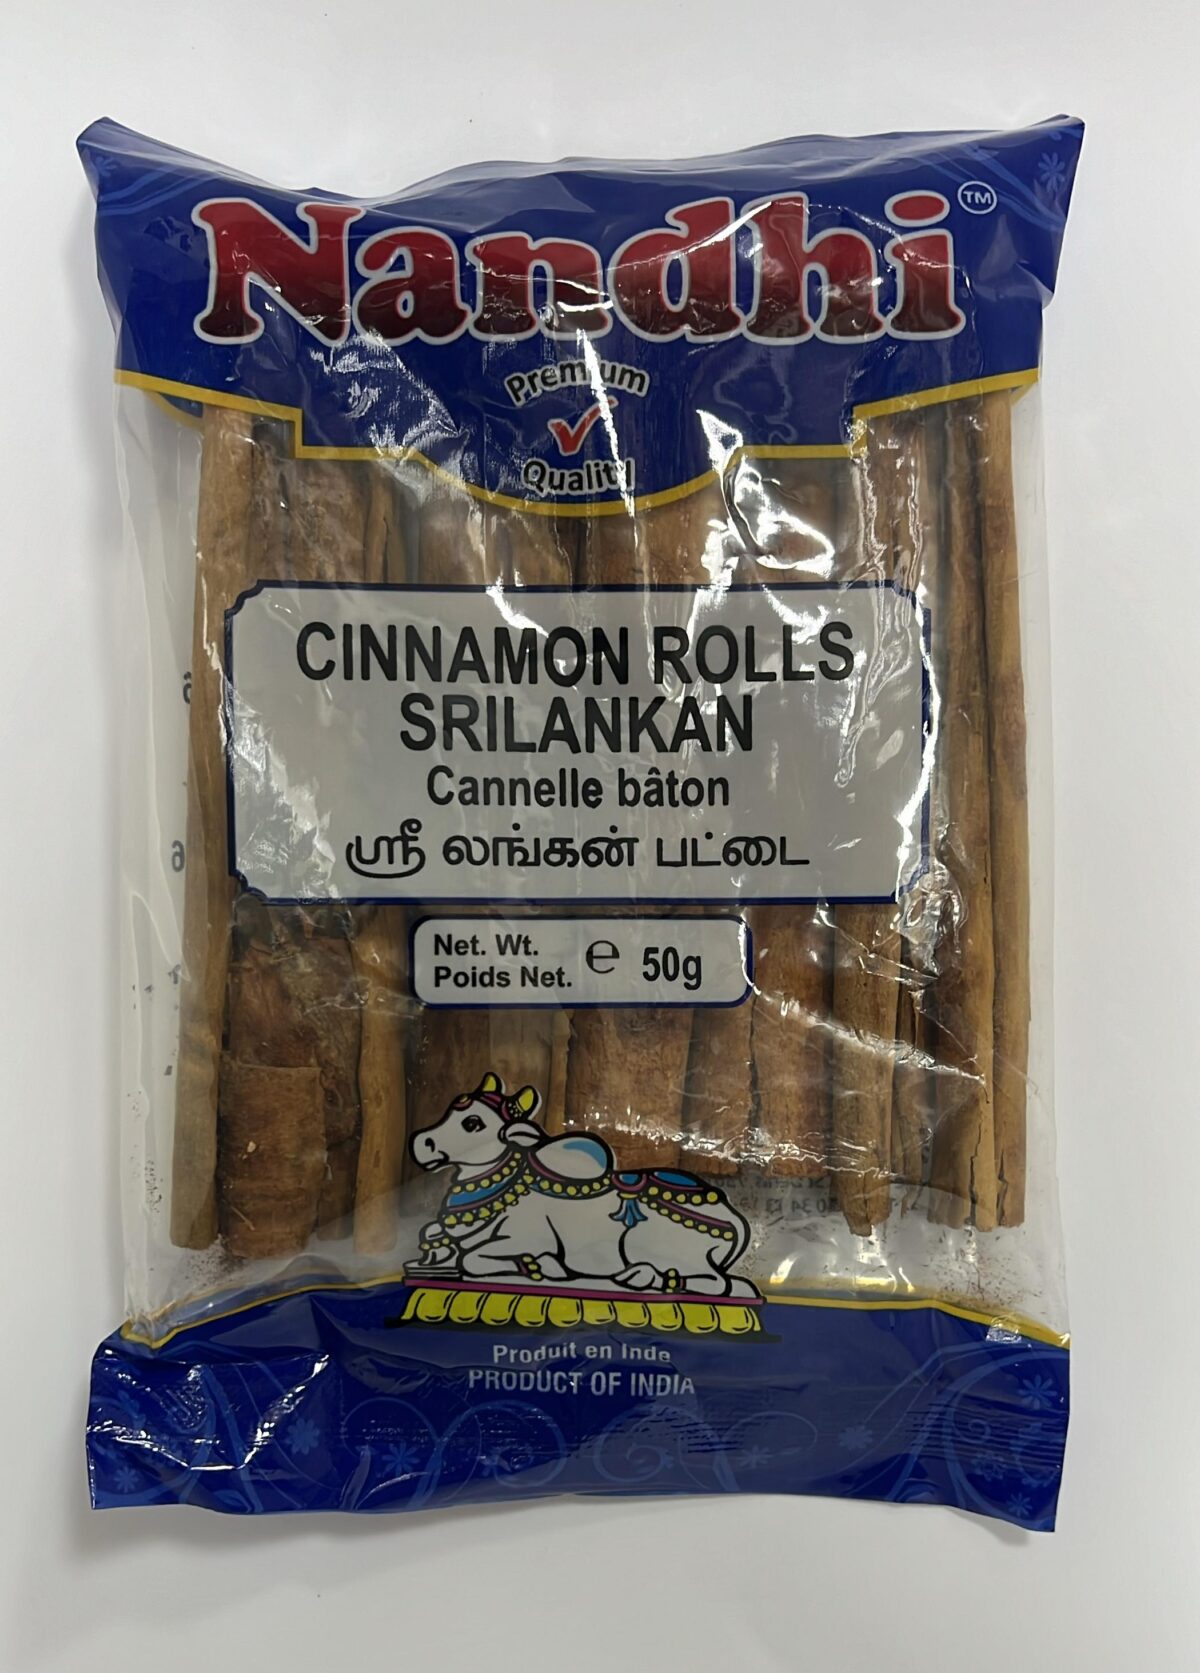 Nandhi
TM
Premium
Quality
CINNAMON ROLLS
SRILANKAN
Cannelle bâton
ஸ்ரீ லங்கன் பட்டை
Net. Wt.
Poids Net.
℮ 50g
Produit en Inde
PRODUCT OF INDIA